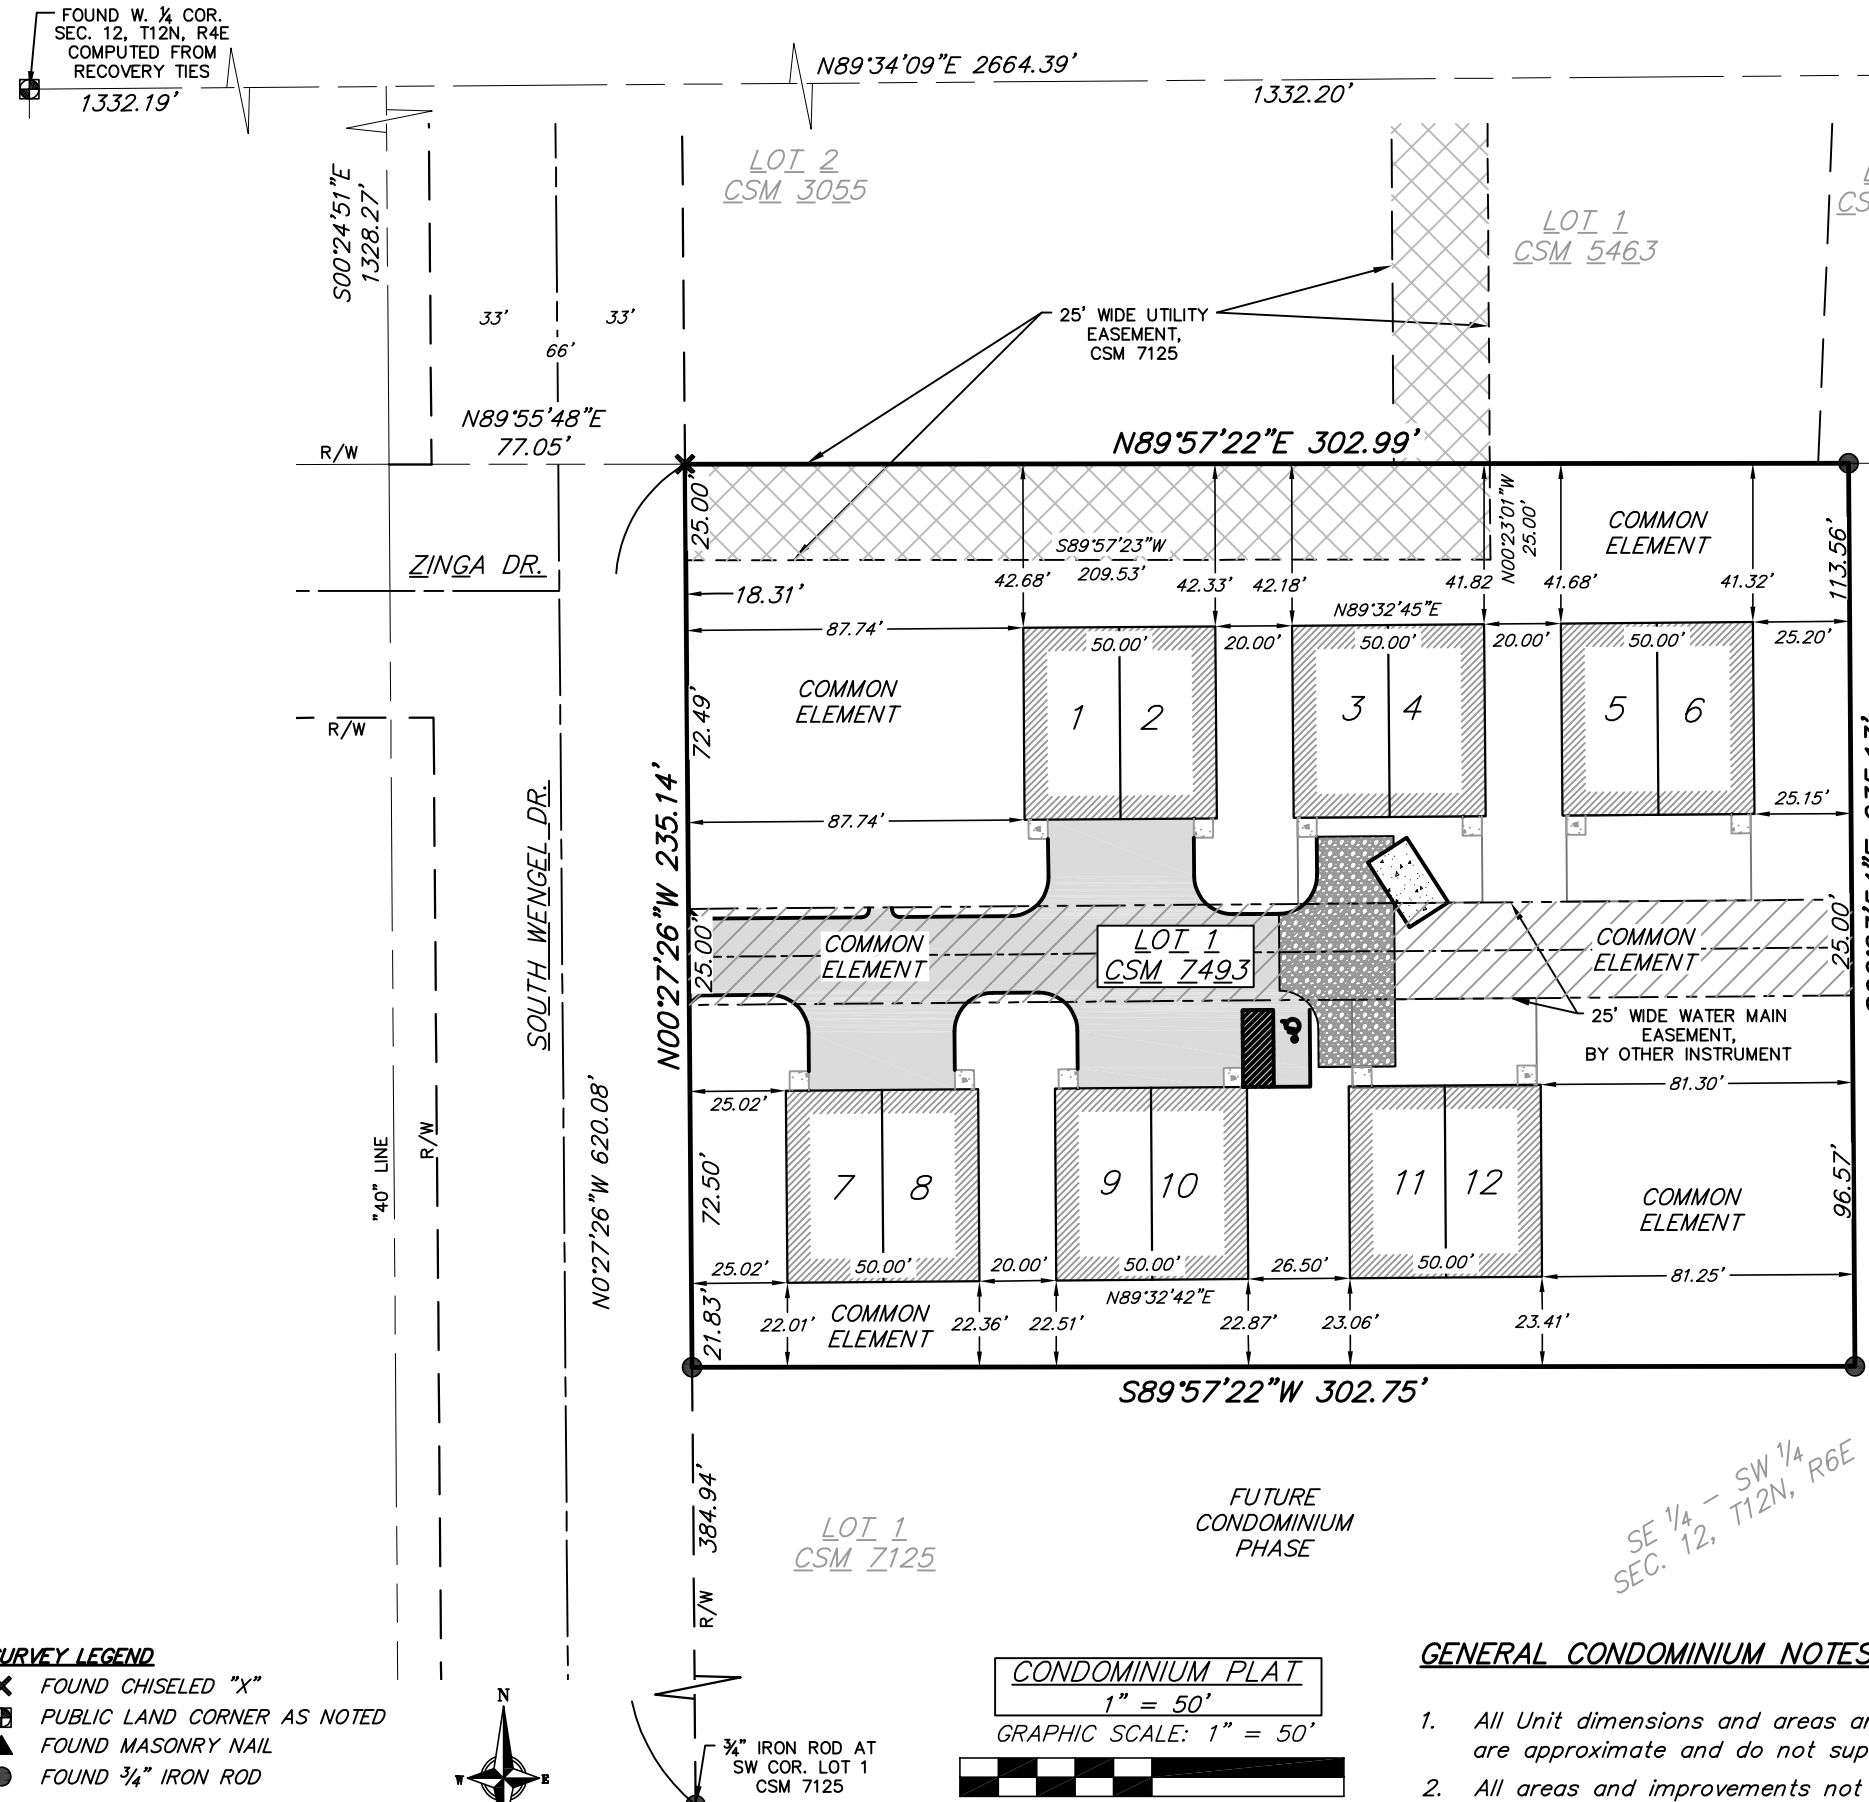 FOUND W. ¼ COR.
SEC. 12, T12N, R4E
COMPUTED FROM
RECOVERY TIES
1332.19'
N89°34'09"E 2664.39'
1332.20'
S00°24'51"E
1328.27'
LOT 2
CSM 3055
LOT 1
CSM 5463
33'
33'
66'
25' WIDE UTILITY
EASEMENT,
CSM 7125
N89°55'48"E
77.05'
R/W
N89°57'22"E 302.99'
25.00'
S89°57'23"W
209.53'
N00°23'01"W
25.00'
COMMON
ELEMENT
113.56'
ZINGA DR.
18.31'
42.68'
42.33'
42.18'
41.82
41.68'
41.32'
N89°32'45"E
87.74'
50.00'
20.00'
50.00'
20.00'
50.00'
25.20'
COMMON
ELEMENT
72.49'
1
2
3
4
5
6
R/W
25.15'
87.74'
SOUTH WENGEL DR.
N00°27'26"W 235.14'
25.00'
COMMON
ELEMENT
LOT 1
CSM 7493
COMMON
ELEMENT
25.00'
25' WIDE WATER MAIN
EASEMENT,
BY OTHER INSTRUMENT
25.02'
81.30'
"40" LINE
R/W
N0°27'26"W 620.08'
72.50'
7
8
9
10
11
12
COMMON
ELEMENT
96.57'
25.02'
50.00'
20.00'
50.00'
26.50'
50.00'
81.25'
N89°32'42"E
21.83'
22.01'
COMMON
ELEMENT
22.36'
22.51'
22.87'
23.06'
23.41'
S89°57'22"W 302.75'
384.94'
R/W
LOT 1
CSM 7125
FUTURE
CONDOMINIUM
PHASE
SE ¼ - SW ¼
SEC. 12, T12N, R6E
SURVEY LEGEND
FOUND CHISELED "X"
PUBLIC LAND CORNER AS NOTED
FOUND MASONRY NAIL
FOUND ¾" IRON ROD
N
W
E
¾" IRON ROD AT
SW COR. LOT 1
CSM 7125
CONDOMINIUM PLAT
1" = 50'
GRAPHIC SCALE: 1" = 50'
GENERAL CONDOMINIUM NOTES
1. All Unit dimensions and areas
are approximate and do not
2. All areas and improvements not